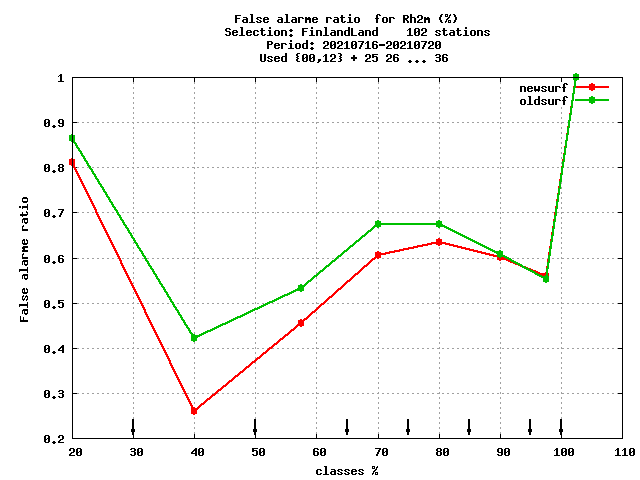 False alarme ratio  for Rh2m (%)
Selection: FinlandLand    102 stations
Period: 20210716-20210720
Used {00,12} + 25 26 ... 36
newsurf
oldsurf
1
0.9
0.8
0.7
0.6
0.5
0.4
0.3
0.2
False alarme ratio
20 30 40 50 60 70 80 90 100 110
classes %